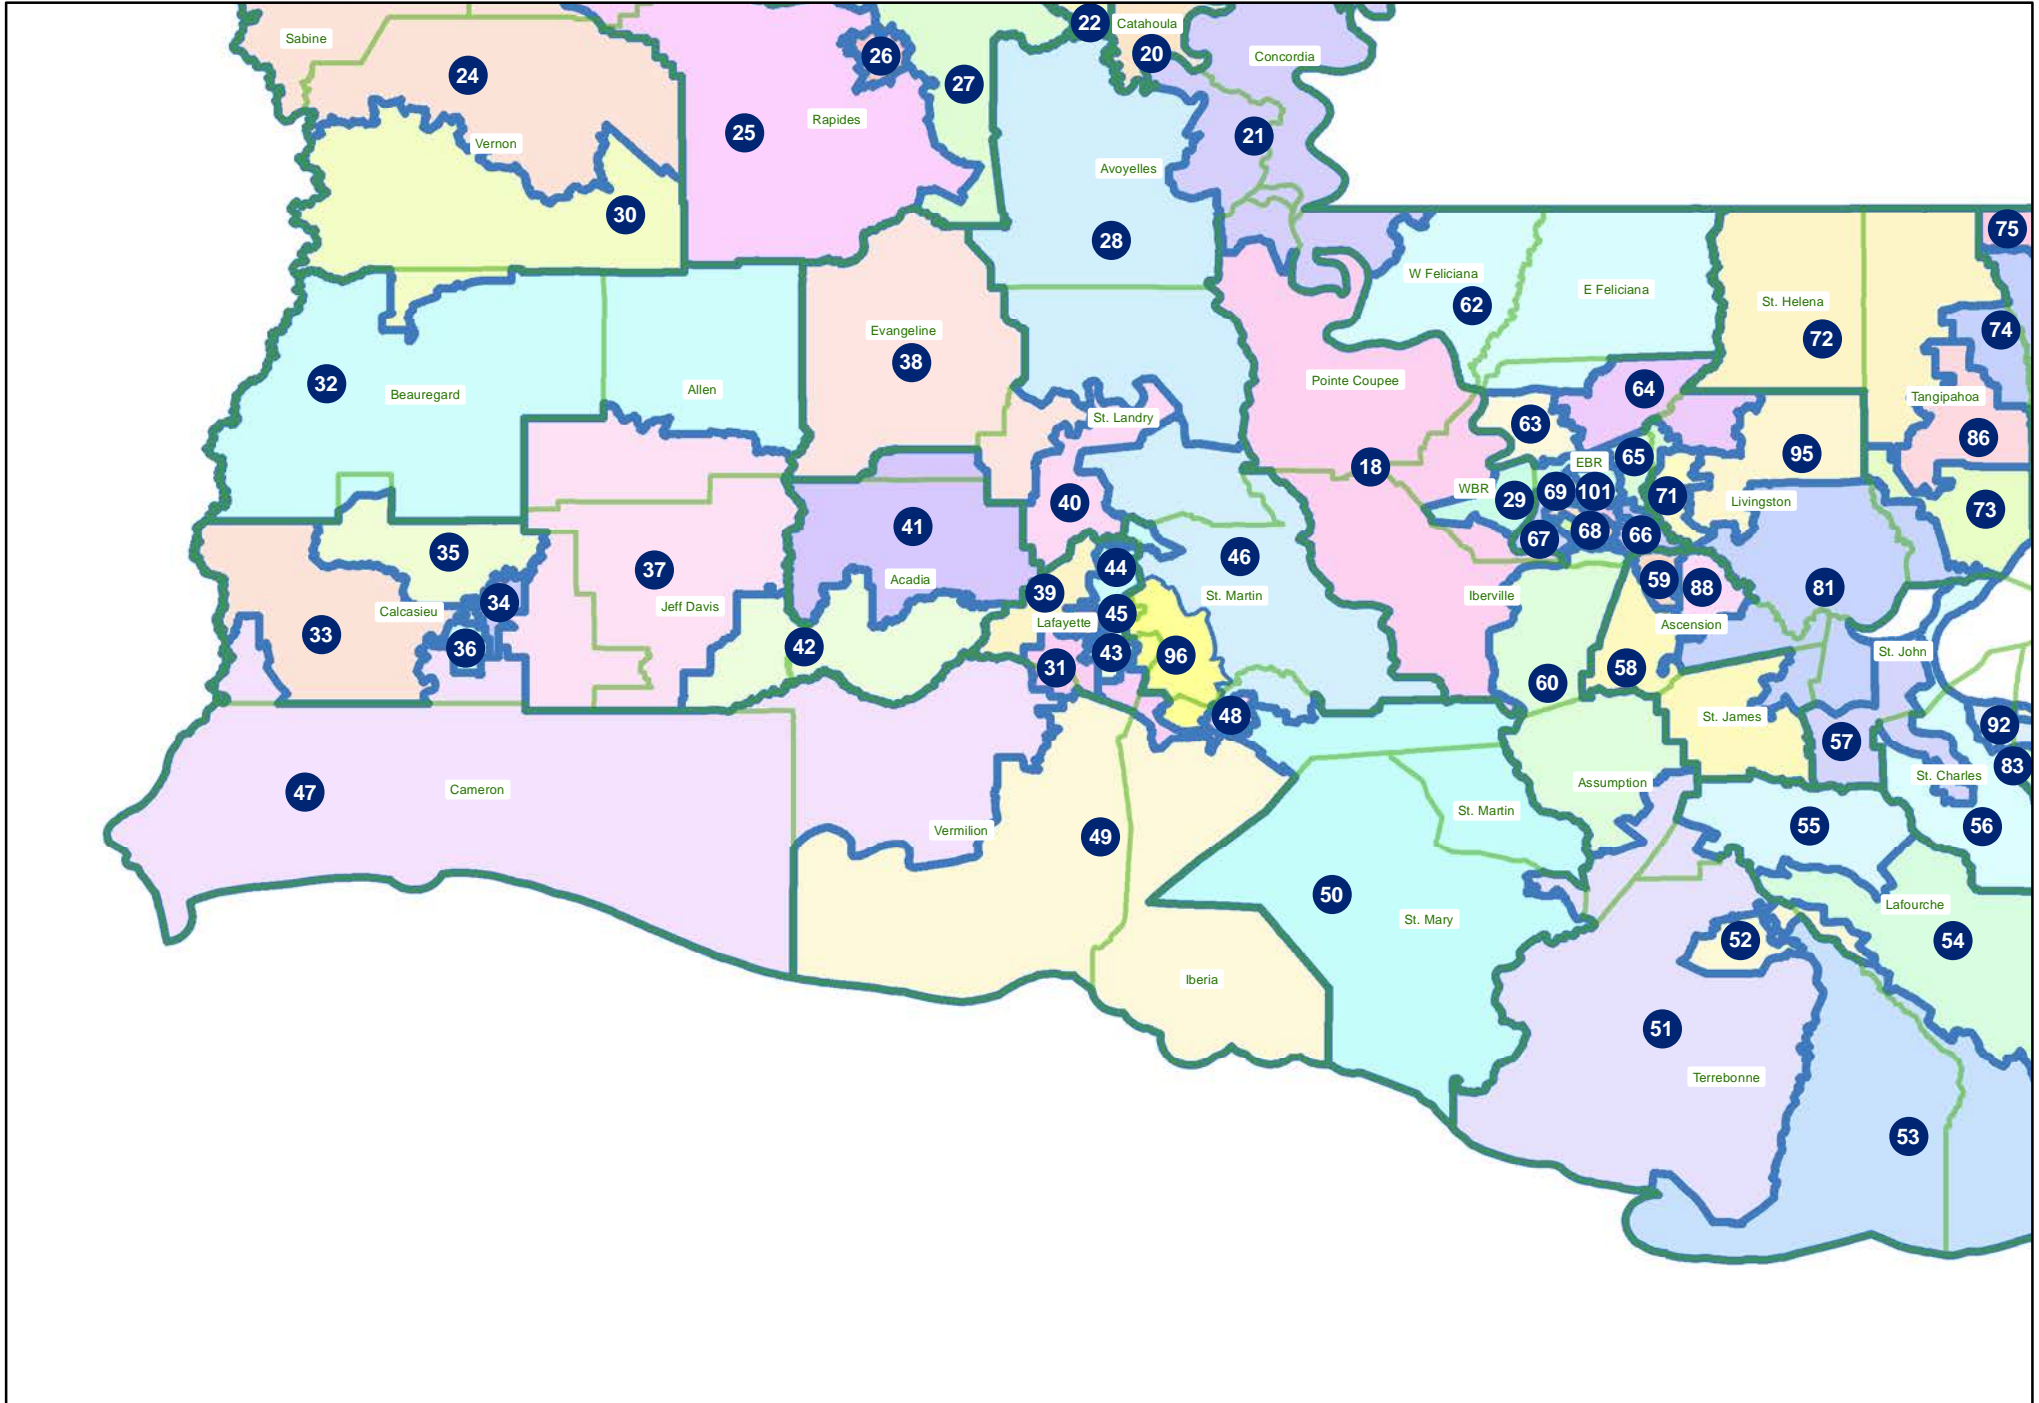 22
Catahoula
Sabine
20
26
Concordia
24
27
Rapides
25
21
Vernon
Avoyelles
30
75
28
W Feliciana
E Feliciana
St. Helena
62
Evangeline
74
72
38
32
Pointe Coupee
64
Allen
Beauregard
Tangipahoa
St. Landry
63
86
95
65
EBR
18
WBR
69
101
71
29
40
Livingston
73
41
68
66
67
35
46
44
37
Acadia
59
88
81
39
34
Jeff Davis
Calcasieu
St. Martin
Iberville
45
Lafayette
Ascension
33
36
42
43
96
St. John
31
58
60
48
St. James
92
57
83
St. Charles
47
Cameron
Assumption
St. Martin
55
56
Vermilion
49
50
Lafourche
St. Mary
52
54
Iberia
51
Terrebonne
53